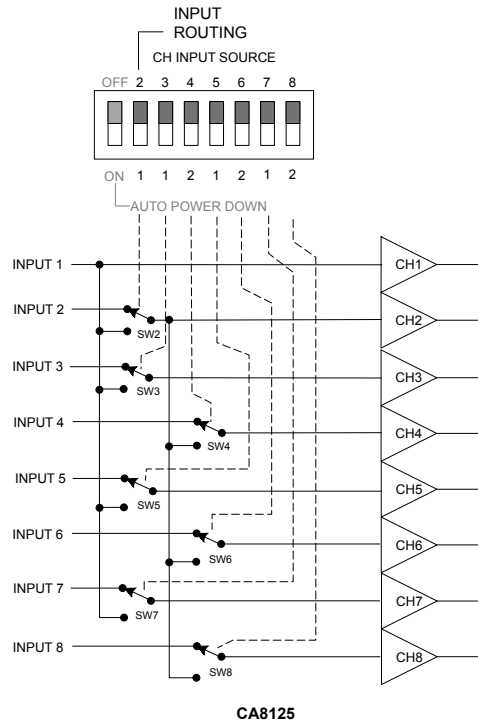 INPUT
ROUTING
CH INPUT SOURCE
OFF 2 3 4 5 6 7 8
ON 1 1 2 1 2 1 2
AUTO POWER DOWN
INPUT 1 CH1
INPUT 2 CH2
SW2
INPUT 3 CH3
SW3
INPUT 4 CH4
SW4
INPUT 5 CH5
SW5
INPUT 6 CH6
SW6
INPUT 7 CH7
SW7
INPUT 8 CH8
SW8
CA8125